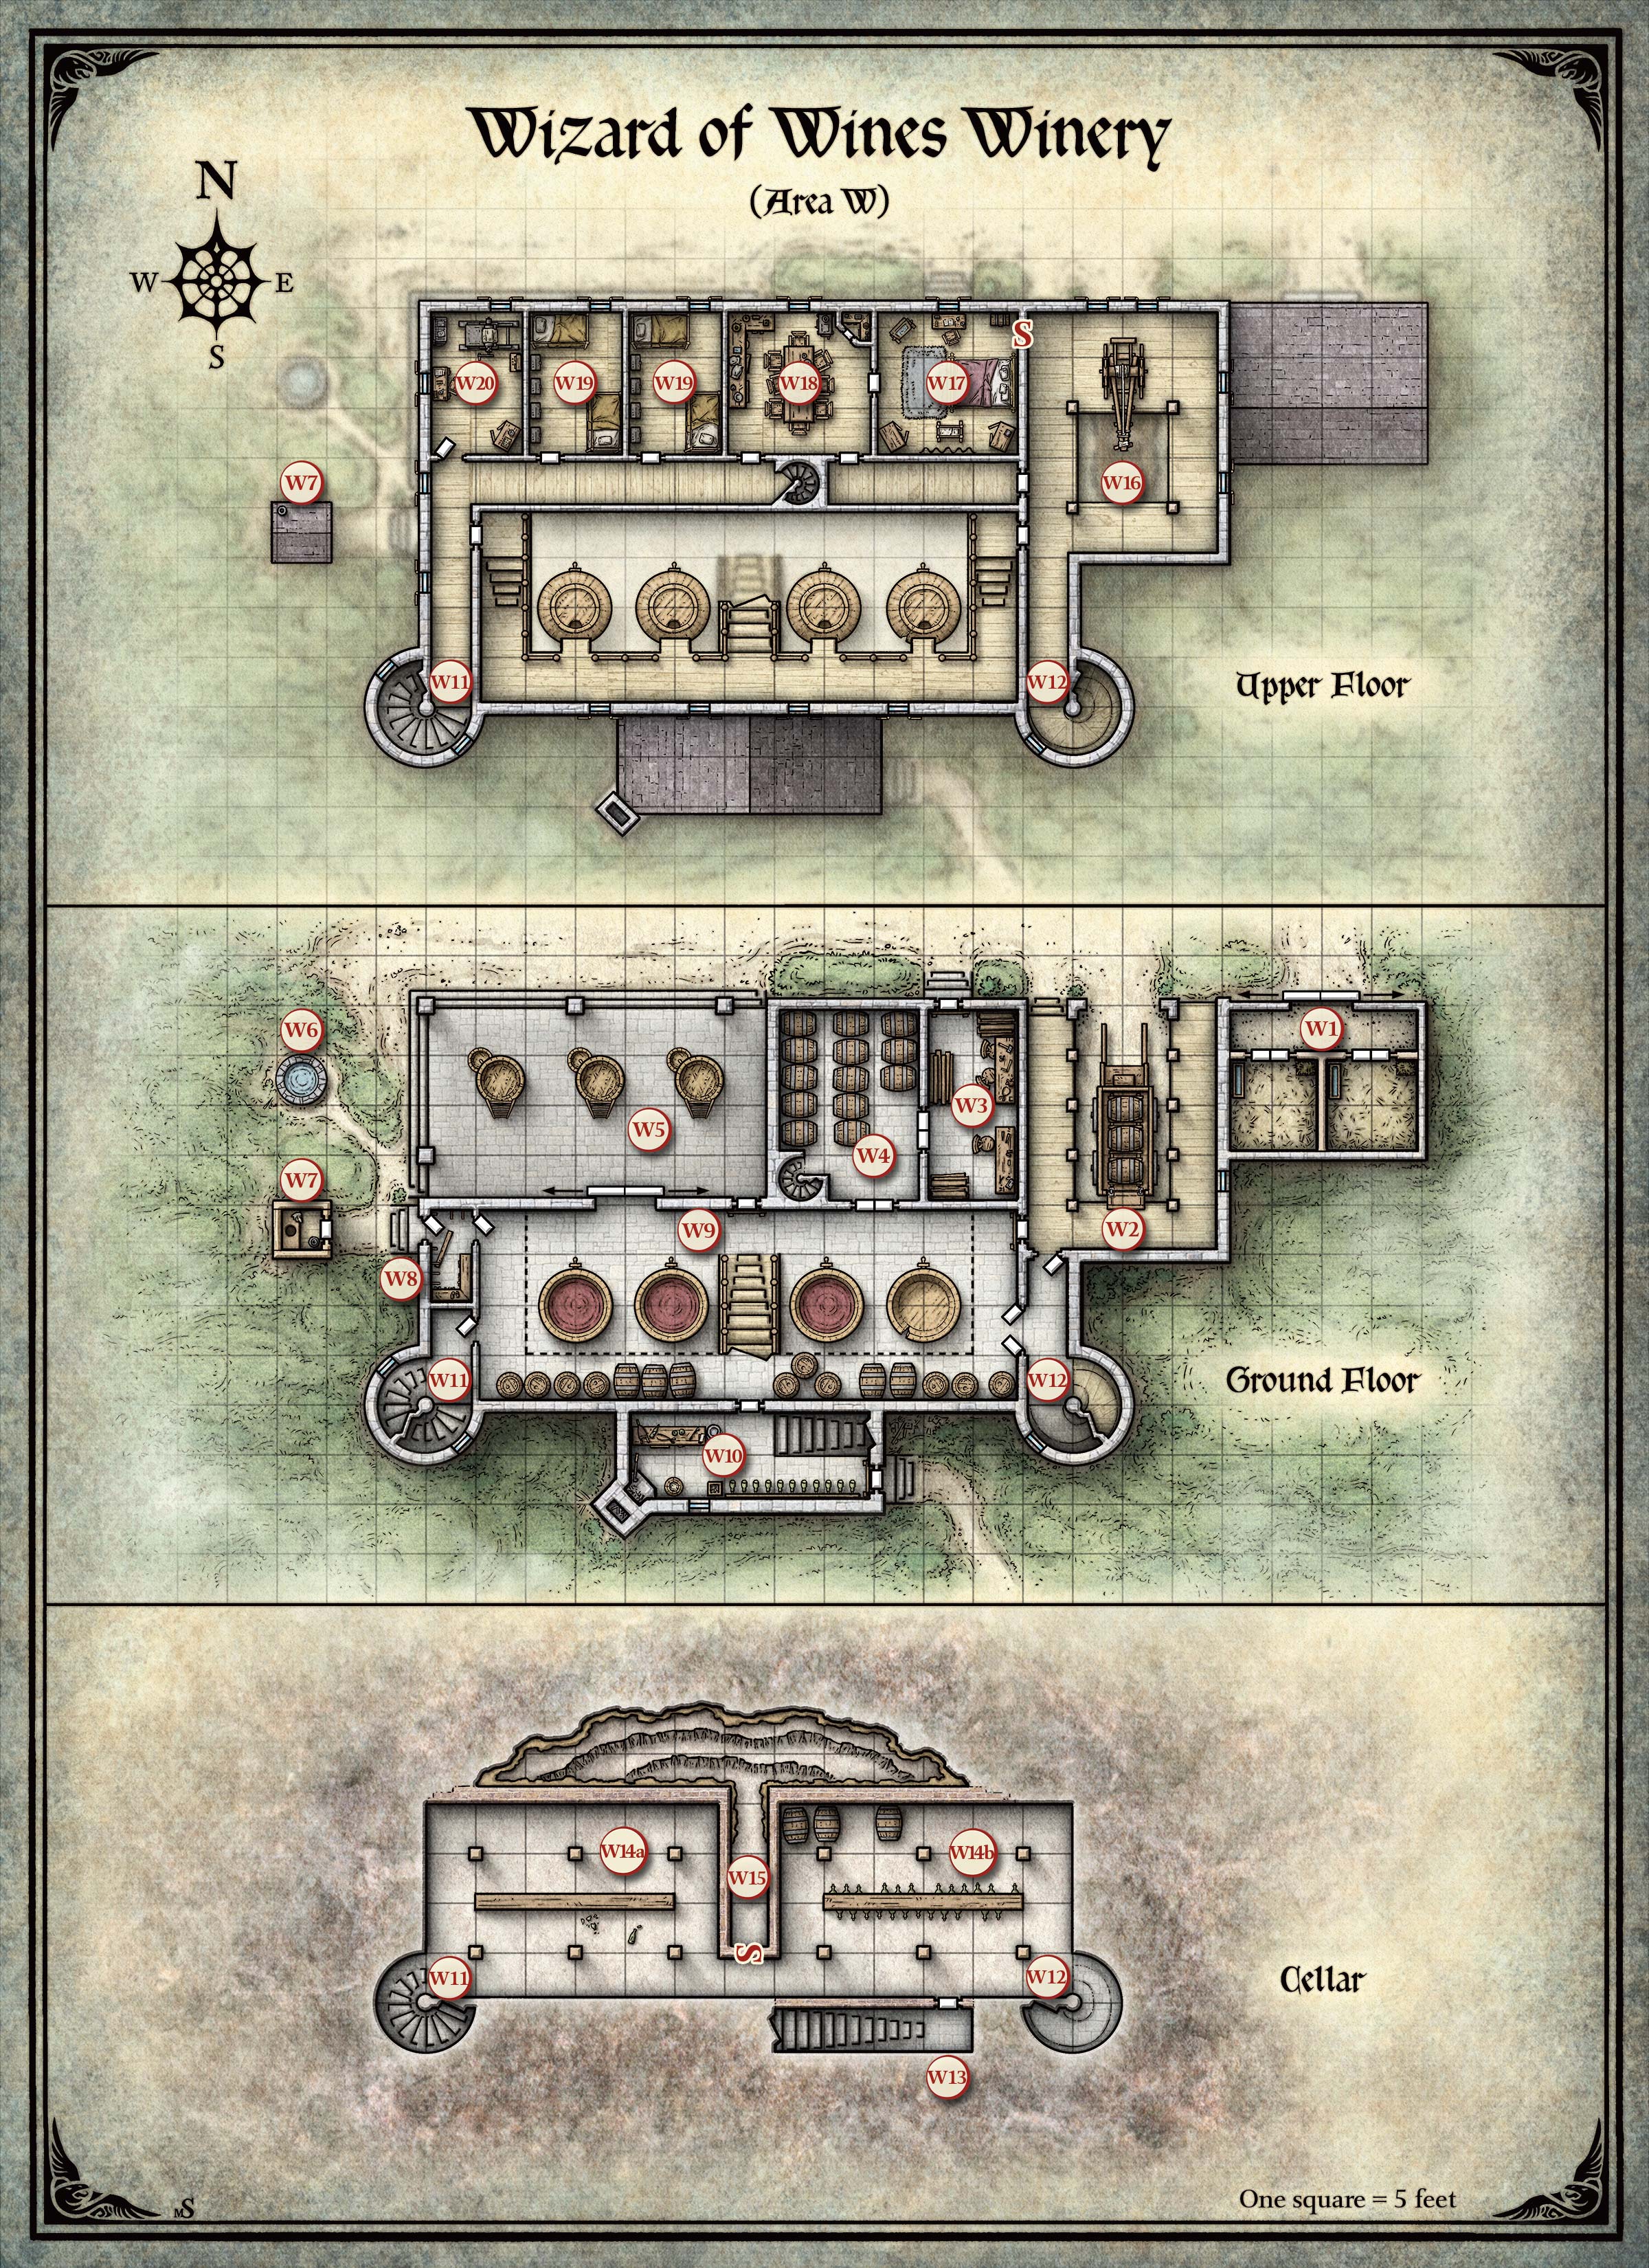 Wizard of Wines Winery
(Area W)
N
W E
S
S
W20 W19 W19 W18 W17
W7 W16
W11 W12
Upper Floor
W6 W1
W3
W5 W4
W7
W9 W2
W8
W11 W12
Ground Floor
W10
W14a W14b
W15
S
W11 W12
Cellar
W13
One square = 5 feet
MS